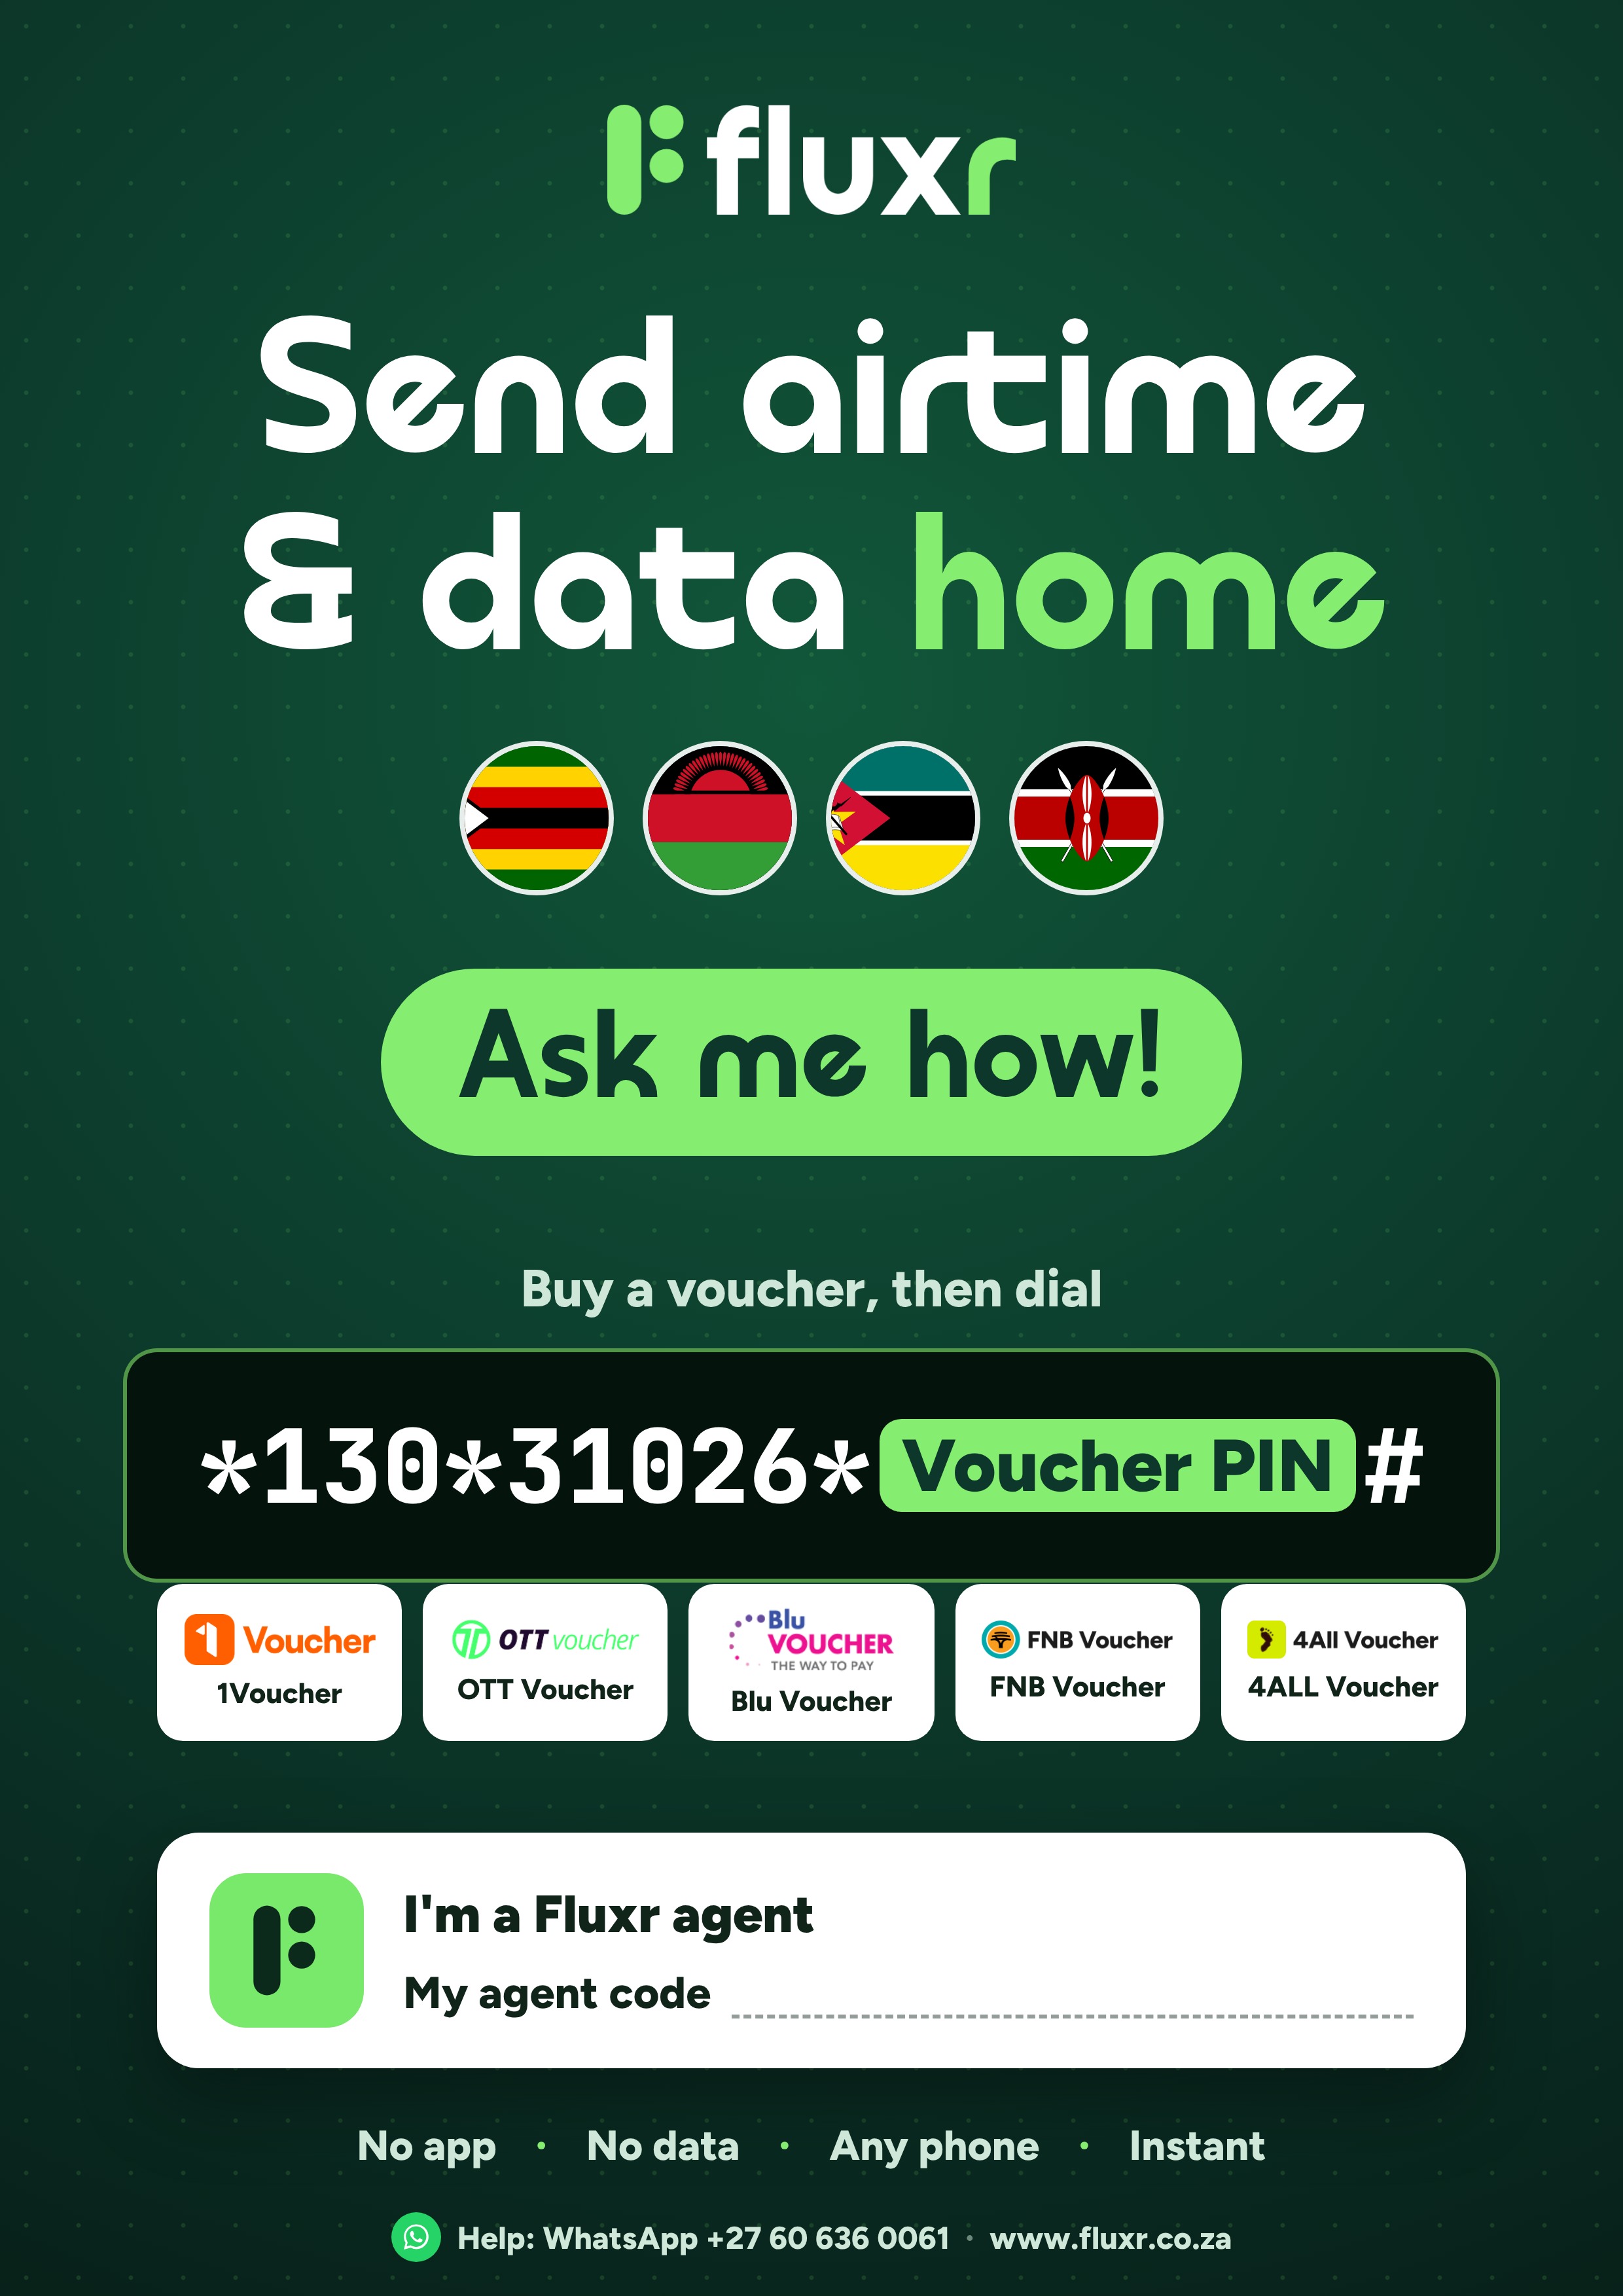 fluxr
Send airtime
& data home
Ask me how!
Buy a voucher, then dial
*130*31026* Voucher PIN #
1 Voucher
1Voucher
OTT voucher
OTT Voucher
Blu
VOUCHER
THE WAY TO PAY
Blu Voucher
FNB Voucher
FNB Voucher
4All Voucher
4ALL Voucher
I'm a Fluxr agent
My agent code
No app • No data • Any phone • Instant
Help: WhatsApp +27 60 636 0061 • www.fluxr.co.za